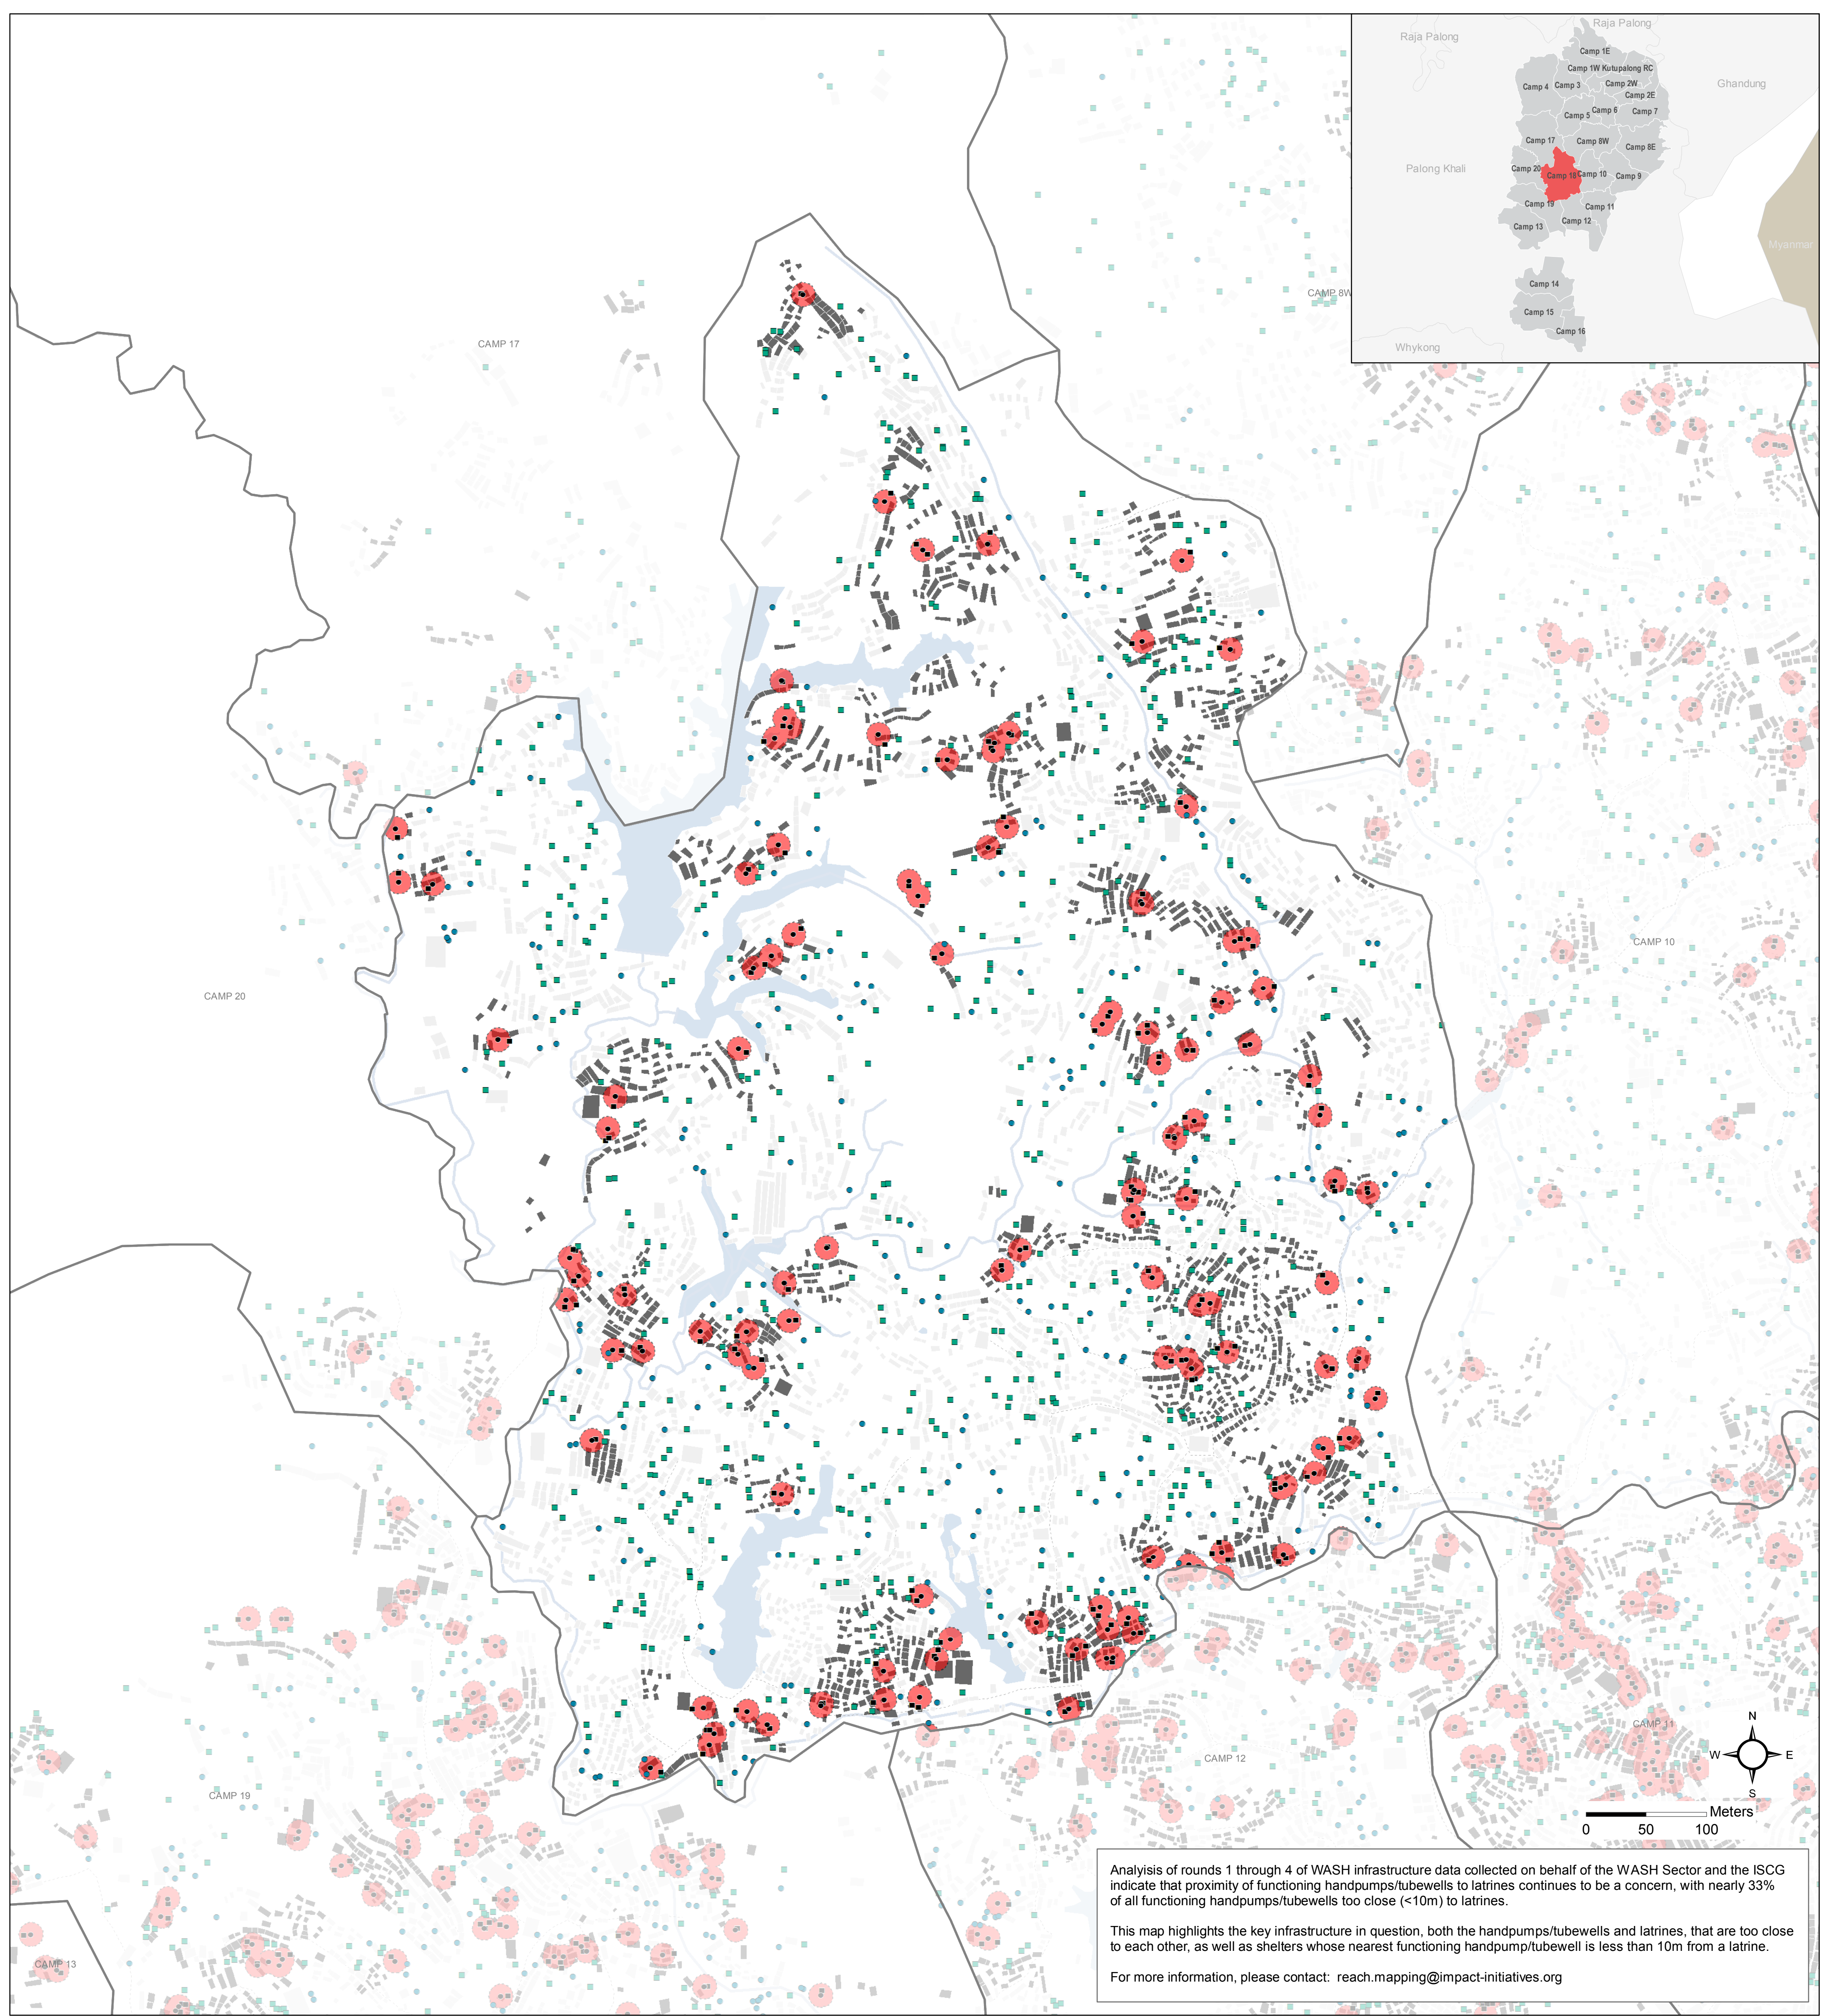 Raja Palong
Raja Palong
Camp 1E
Camp 1W
Kutupalong RC
Ghandung
Camp 4
Camp 3
Camp 2W
Camp 2E
Camp 6
Camp 7
Camp 5
Camp 17
Camp 8W
Camp 8E
Palong Khali
Camp 20
Camp 18
Camp 10
Camp 9
Camp 19
Camp 11
Camp 12
Camp 13
Myanmar
Camp 14
Camp 15
Camp 16
Whykong
CAMP 8W
CAMP 17
CAMP 10
CAMP 20
CAMP 11
CAMP 12
CAMP 19
CAMP 13
N
W
E
S
Meters
0 50 100
Analyisis of rounds 1 through 4 of WASH infrastructure data collected on behalf of the WASH Sector and the ISCG
indicate that proximity of functioning handpumps/tubewells to latrines continues to be a concern, with nearly 33%
of all functioning handpumps/tubewells too close (<10m) to latrines.
This map highlights the key infrastructure in question, both the handpumps/tubewells and latrines, that are too close
to each other, as well as shelters whose nearest functioning handpump/tubewell is less than 10m from a latrine.
For more information, please contact: reach.mapping@impact-initiatives.org